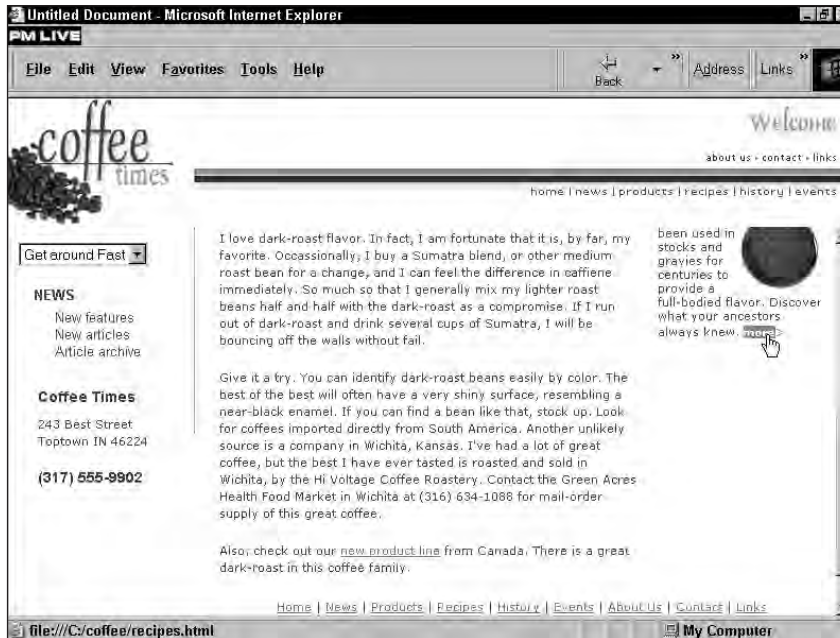 Untitled Document - Microsoft Internet Explorer
PM LIVE
File Edit View Favorites Tools Help
Back
»
Address
Links
»
coffee
times
Welcome
about us - contact - links
home | news | products | recipes | history | events
Get around Fast
NEWS
New features
New articles
Article archive
Coffee Times
243 Best Street
Toptown IN 46224
(317) 555-9902
I love dark-roast flavor. In fact, I am fortunate that it is, by far, my
favorite. Occassionally, I buy a Sumatra blend, or other medium
roast bean for a change, and I can feel the difference in caffiene
immediately. So much so that I generally mix my lighter roast
beans half and half with the dark-roast as a compromise. If I run
out of dark-roast and drink several cups of Sumatra, I will be
bouncing off the walls without fail.
Give it a try. You can identify dark-roast beans easily by color. The
best of the best will often have a very shiny surface, resembling a
near-black enamel. If you can find a bean like that, stock up. Look
for coffees imported directly from South America. Another unlikely
source is a company in Wichita, Kansas. I've had a lot of great
coffee, but the best I have ever tasted is roasted and sold in
Wichita, by the Hi Voltage Coffee Roastery. Contact the Green Acres
Health Food Market in Wichita at (316) 634-1088 for mail-order
supply of this great coffee.
Also, check out our new product line from Canada. There is a great
dark-roast in this coffee family.
been used in
stocks and
gravies for
centuries to
provide a
full-bodied flavor. Discover
what your ancestors
always knew. more>
Home | News | Products | Recipes | History | Events | About Us | Contact | Links
file:///C:/coffee/recipes.html
My Computer